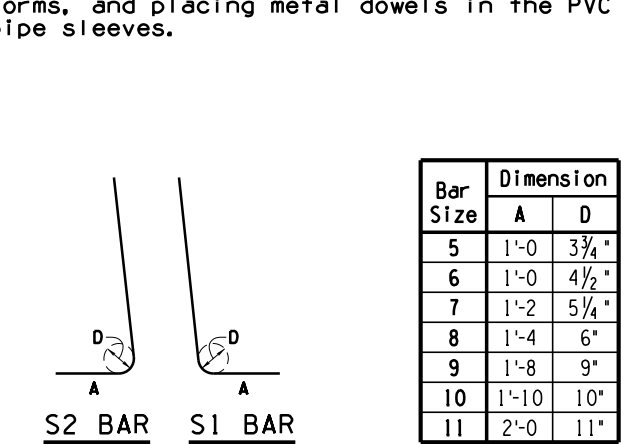 orms, and placing metal dowels in the PVC
pipe sleeves.
D
A
S2 BAR
D
A
S1 BAR
Bar Size Dimension
A D
5 1'-0 3¾"
6 1'-0 4½"
7 1'-2 5¼"
8 1'-4 6"
9 1'-8 9"
10 1'-10 10"
11 2'-0 11"